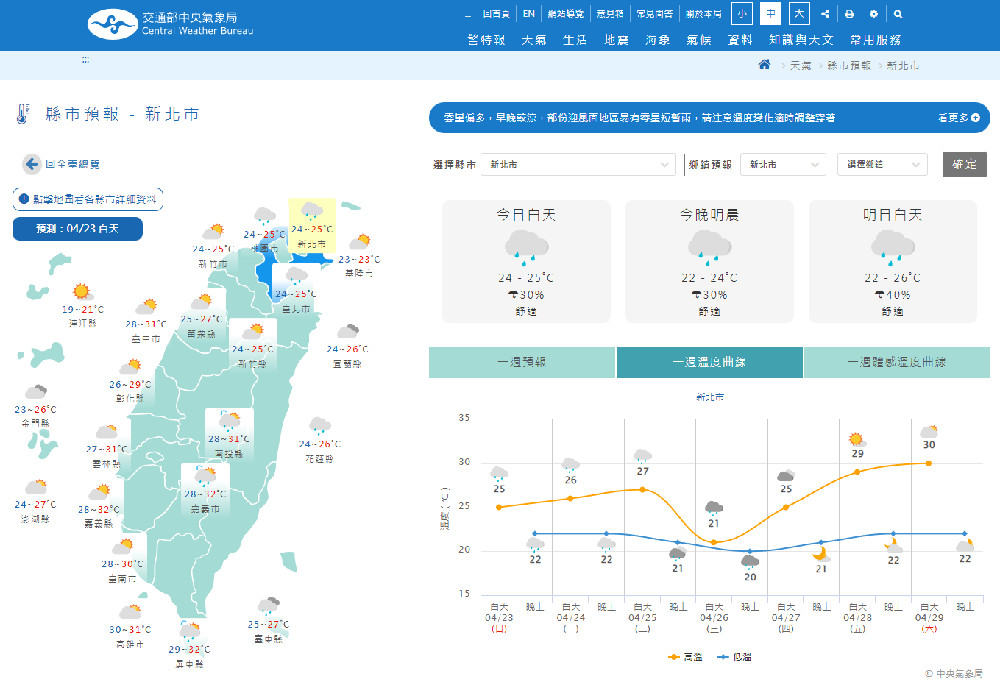 交通部中央氣象局
Central Weather Bureau
::: 回首頁 EN 網站導覽 意見箱 常見問答 關於本局 小 中 大
警特報 天氣 生活 地震 海象 氣候 資料 知識與天文 常用服務
:::
天氣 縣市預報 新北市
縣市預報 - 新北市
回全臺總覽
點擊地圖看各縣市詳細資料
預測：04/23 白天
24~25°C
新北市
24~25°C
桃園市
24~25°C
新竹市
23~23°C
基隆市
24~25°C
臺北市
19~21°C
連江縣
28~31°C
臺中市
25~27°C
苗栗縣
24~25°C
新竹縣
24~26°C
宜蘭縣
26~29°C
彰化縣
23~26°C
金門縣
27~31°C
雲林縣
28~31°C
南投縣
24~26°C
花蓮縣
24~27°C
澎湖縣
28~32°C
嘉義縣
28~32°C
嘉義市
28~30°C
臺南市
30~31°C
高雄市
29~32°C
屏東縣
25~27°C
臺東縣
雲量偏多，早晚較涼，部份迎風面地區易有零星短暫雨，請注意溫度變化適時調整穿著 看更多
選擇縣市 新北市 鄉鎮預報 新北市 選擇鄉鎮 確定
今日白天
24 - 25°C
30%
舒適
今晚明晨
22 - 24°C
30%
舒適
明日白天
22 - 26°C
40%
舒適
一週預報 一週溫度曲線 一週體感溫度曲線
新北市
溫度 (°C)
35
30
25
20
15
25
26
27
21
25
29
30
22
22
21
20
21
22
22
白天 晚上 白天 晚上 白天 晚上 白天 晚上 白天 晚上 白天 晚上 白天 晚上
04/23 04/24 04/25 04/26 04/27 04/28 04/29
(日) (一) (二) (三) (四) (五) (六)
高溫 低溫
© 中央氣象局